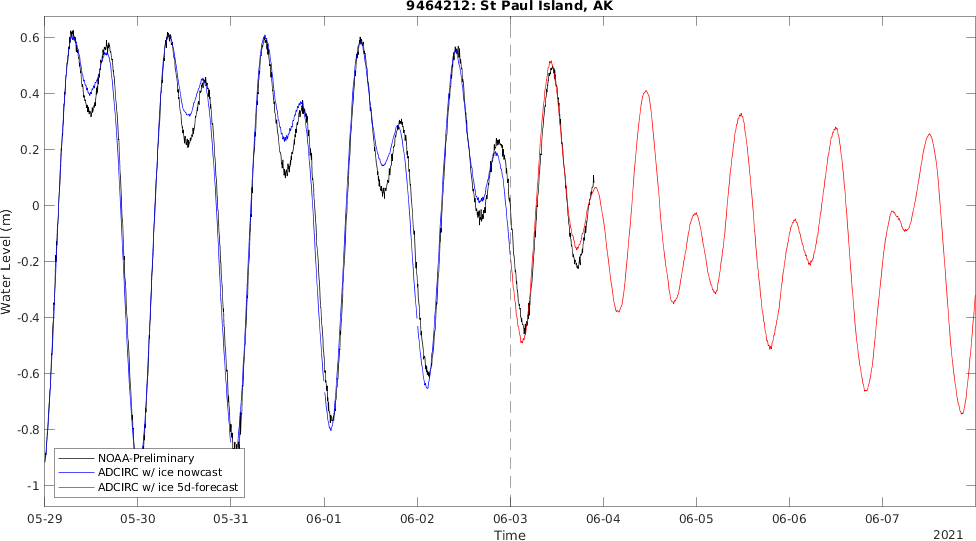 9464212: St Paul Island, AK
0.6
0.4
0.2
0
-0.2
-0.4
-0.6
-0.8
-1
Water Level (m)
NOAA-Preliminary
ADCIRC w/ ice nowcast
ADCIRC w/ ice 5d-forecast
05-29 05-30 05-31 06-01 06-02 06-03 06-04 06-05 06-06 06-07
Time
2021